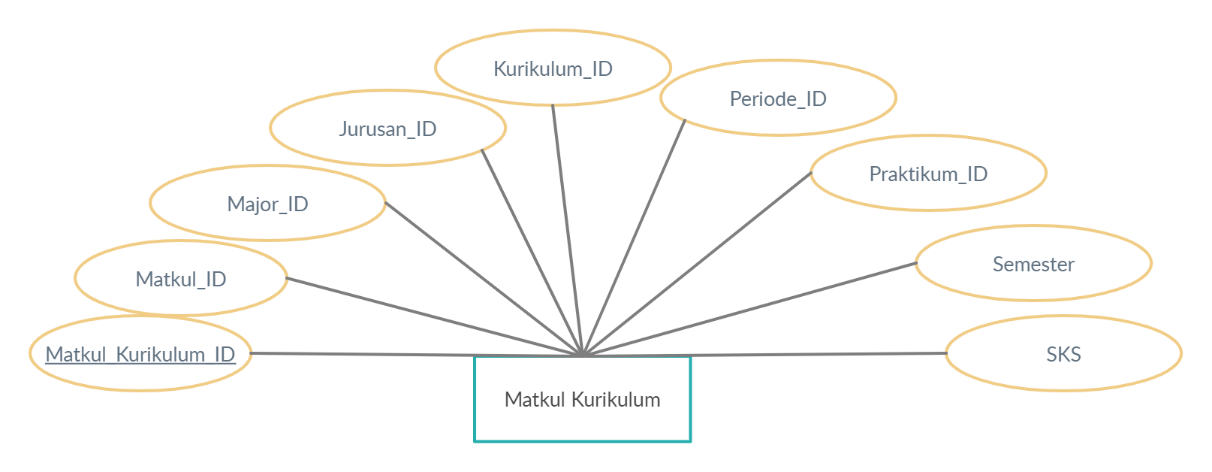 Kurikulum_ID
Periode_ID
Jurusan_ID
Praktikum_ID
Major_ID
Semester
Matkul_ID
Matkul_Kurikulum_ID
SKS
Matkul Kurikulum